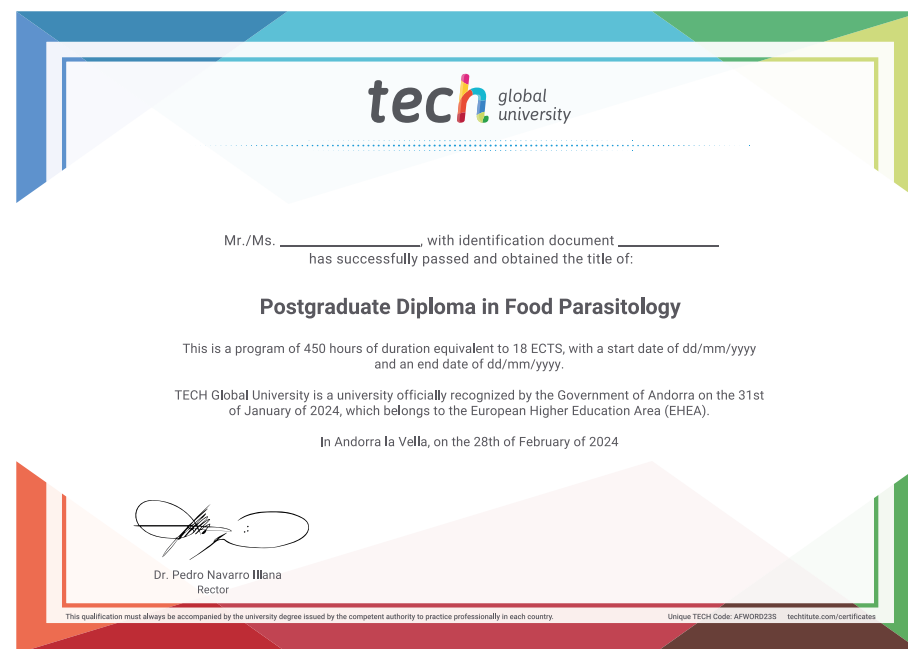 tech global university
Mr./Ms. ____________________, with identification document ______________
has successfully passed and obtained the title of:
Postgraduate Diploma in Food Parasitology
This is a program of 450 hours of duration equivalent to 18 ECTS, with a start date of dd/mm/yyyy
and an end date of dd/mm/yyyy.
TECH Global University is a university officially recognized by the Government of Andorra on the 31st
of January of 2024, which belongs to the European Higher Education Area (EHEA).
In Andorra la Vella, on the 28th of February of 2024
Dr. Pedro Navarro Illana
Rector
This qualification must always be accompanied by the university degree issued by the competent authority to practice professionally in each country.
Unique TECH Code: AFWORD23S techtitute.com/certificates